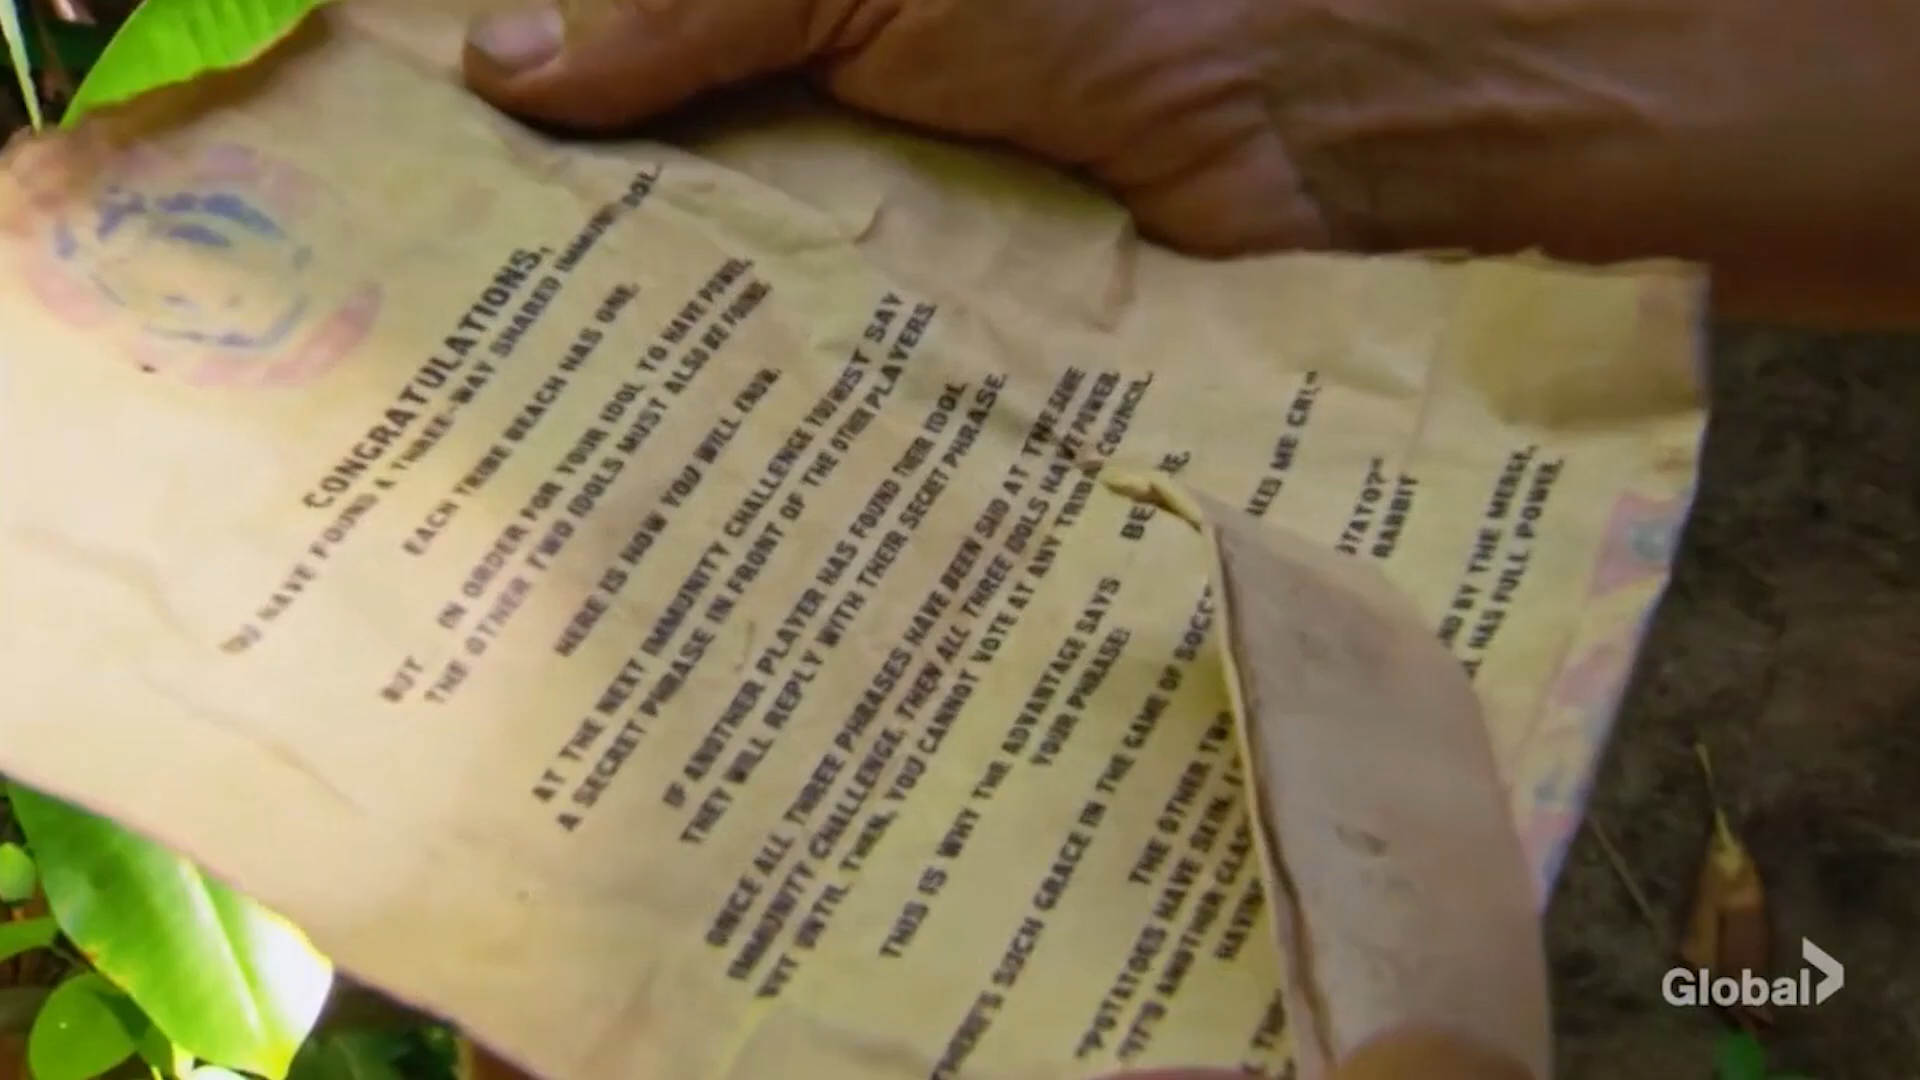 CONGRATULATIONS,
YOU HAVE FOUND A THREE-WAY SHARED IMMUNITY IDOL.
EACH TRIBE BEACH HAS ONE.
BUT IN ORDER FOR YOUR IDOL TO HAVE POWER,
THE OTHER TWO IDOLS MUST ALSO BE FOUND.
HERE IS HOW YOU WILL KNOW.
AT THE NEXT IMMUNITY CHALLENGE YOU MUST SAY
A SECRET PHRASE IN FRONT OF THE OTHER PLAYERS.
IF ANOTHER PLAYER HAS FOUND THEIR IDOL
THEY WILL REPLY WITH THEIR SECRET PHRASE.
ONCE ALL THREE PHRASES HAVE BEEN SAID AT THE SAME
IMMUNITY CHALLENGE, THEN ALL THREE IDOLS HAVE POWER.
BUT UNTIL THEN, YOU CANNOT VOTE AT ANY TRIBAL COUNCIL.
THIS IS WHY THE ADVANTAGE SAYS
YOUR PHRASE:
THERE'S SUCH GRACE IN THE GAME OF
ME CRY."
THE OTHER
"POTATOES HAVE SKIN. I
"IT'S ANOTHER
RABBIT
BY THE MERGE,
HAS FULL POWER.
Global